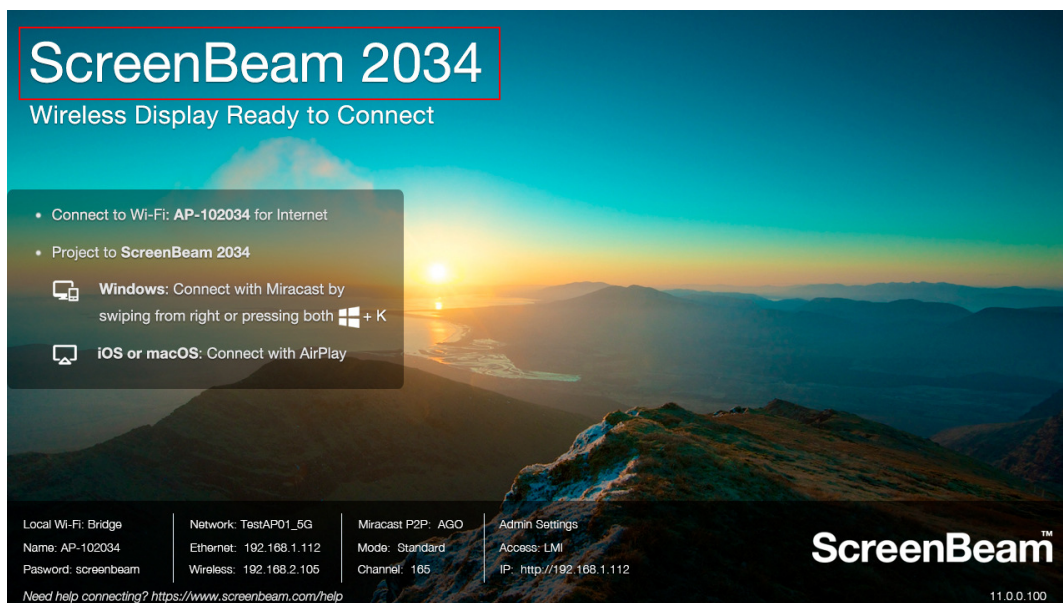 ScreenBeam 2034
Wireless Display Ready to Connect
• Connect to Wi-Fi: AP-102034 for Internet
• Project to ScreenBeam 2034
Windows: Connect with Miracast by
swiping from right or pressing both + K
iOS or macOS: Connect with AirPlay
Local Wi-Fi: Bridge
Name: AP-102034
Pasword: screenbeam
Network: TestAP01_5G
Ethernet: 192.168.1.112
Wireless: 192.168.2.105
Miracast P2P: AGO
Mode: Standard
Channel: 165
Admin Settings
Access: LMI
IP: http://192.168.1.112
ScreenBeam™
Need help connecting? https://www.screenbeam.com/help
11.0.0.100